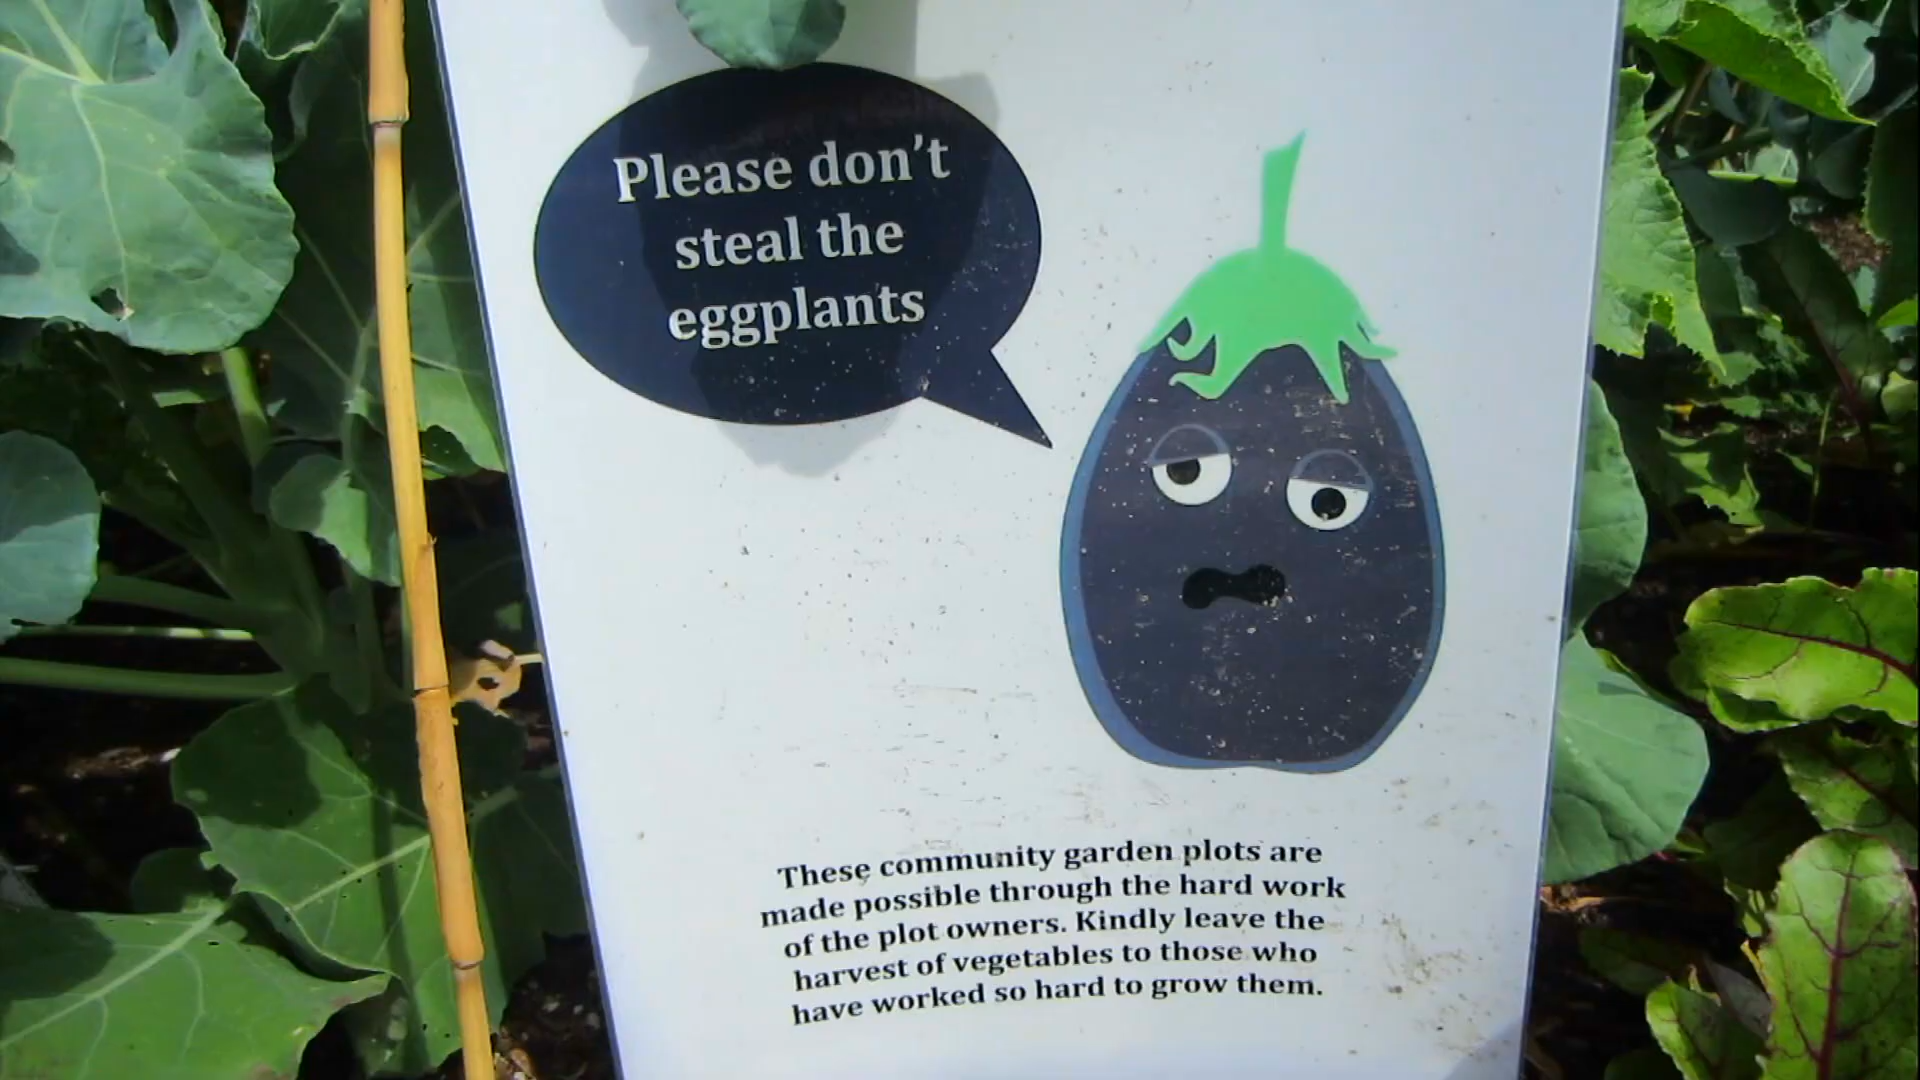 Please don't
steal the
eggplants
These community garden plots are
made possible through the hard work
of the plot owners. Kindly leave the
harvest of vegetables to those who
have worked so hard to grow them.